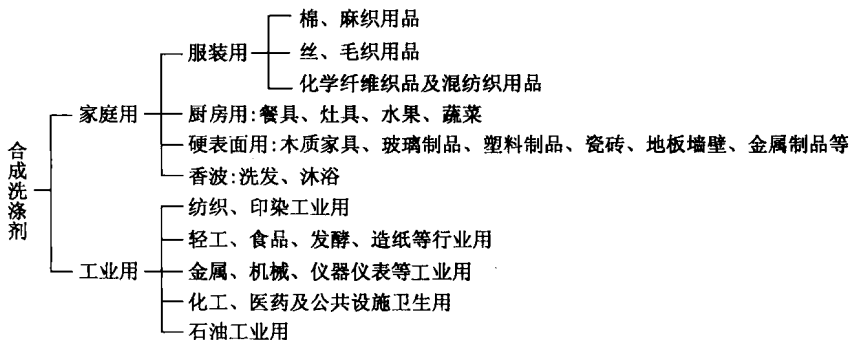 棉、麻织用品
服装用
丝、毛织用品
化学纤维织品及混纺织用品
家庭用
厨房用:餐具、灶具、水果、蔬菜
硬表面用:木质家具、玻璃制品、塑料制品、瓷砖、地板墙壁、金属制品等
香波:洗发、沐浴
合成洗涤剂
纺织、印染工业用
轻工、食品、发酵、造纸等行业用
工业用
金属、机械、仪器仪表等工业用
化工、医药及公共设施卫生用
石油工业用